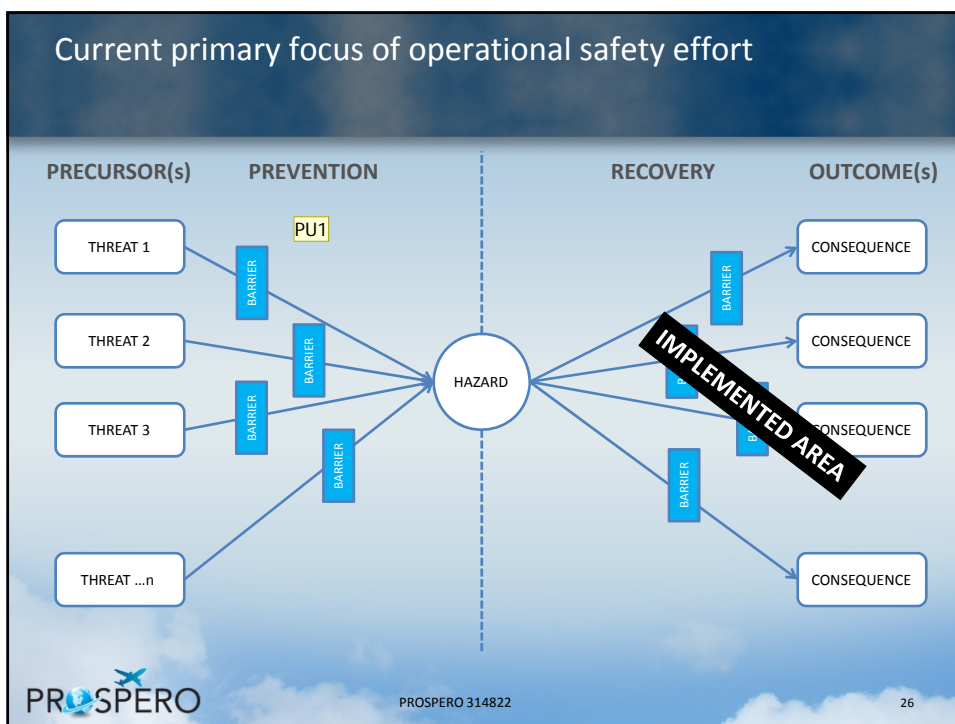 Current primary focus of operational safety effort
PRECURSOR(s)
PREVENTION
RECOVERY
OUTCOME(s)
PU1
THREAT 1
BARRIER
BARRIER
CONSEQUENCE
THREAT 2
BARRIER
CONSEQUENCE
IMPLEMENTED AREA
HAZARD
THREAT 3
BARRIER
CONSEQUENCE
BARRIER
BARRIER
THREAT ...n
CONSEQUENCE
PROSPERO
PROSPERO 314822
26